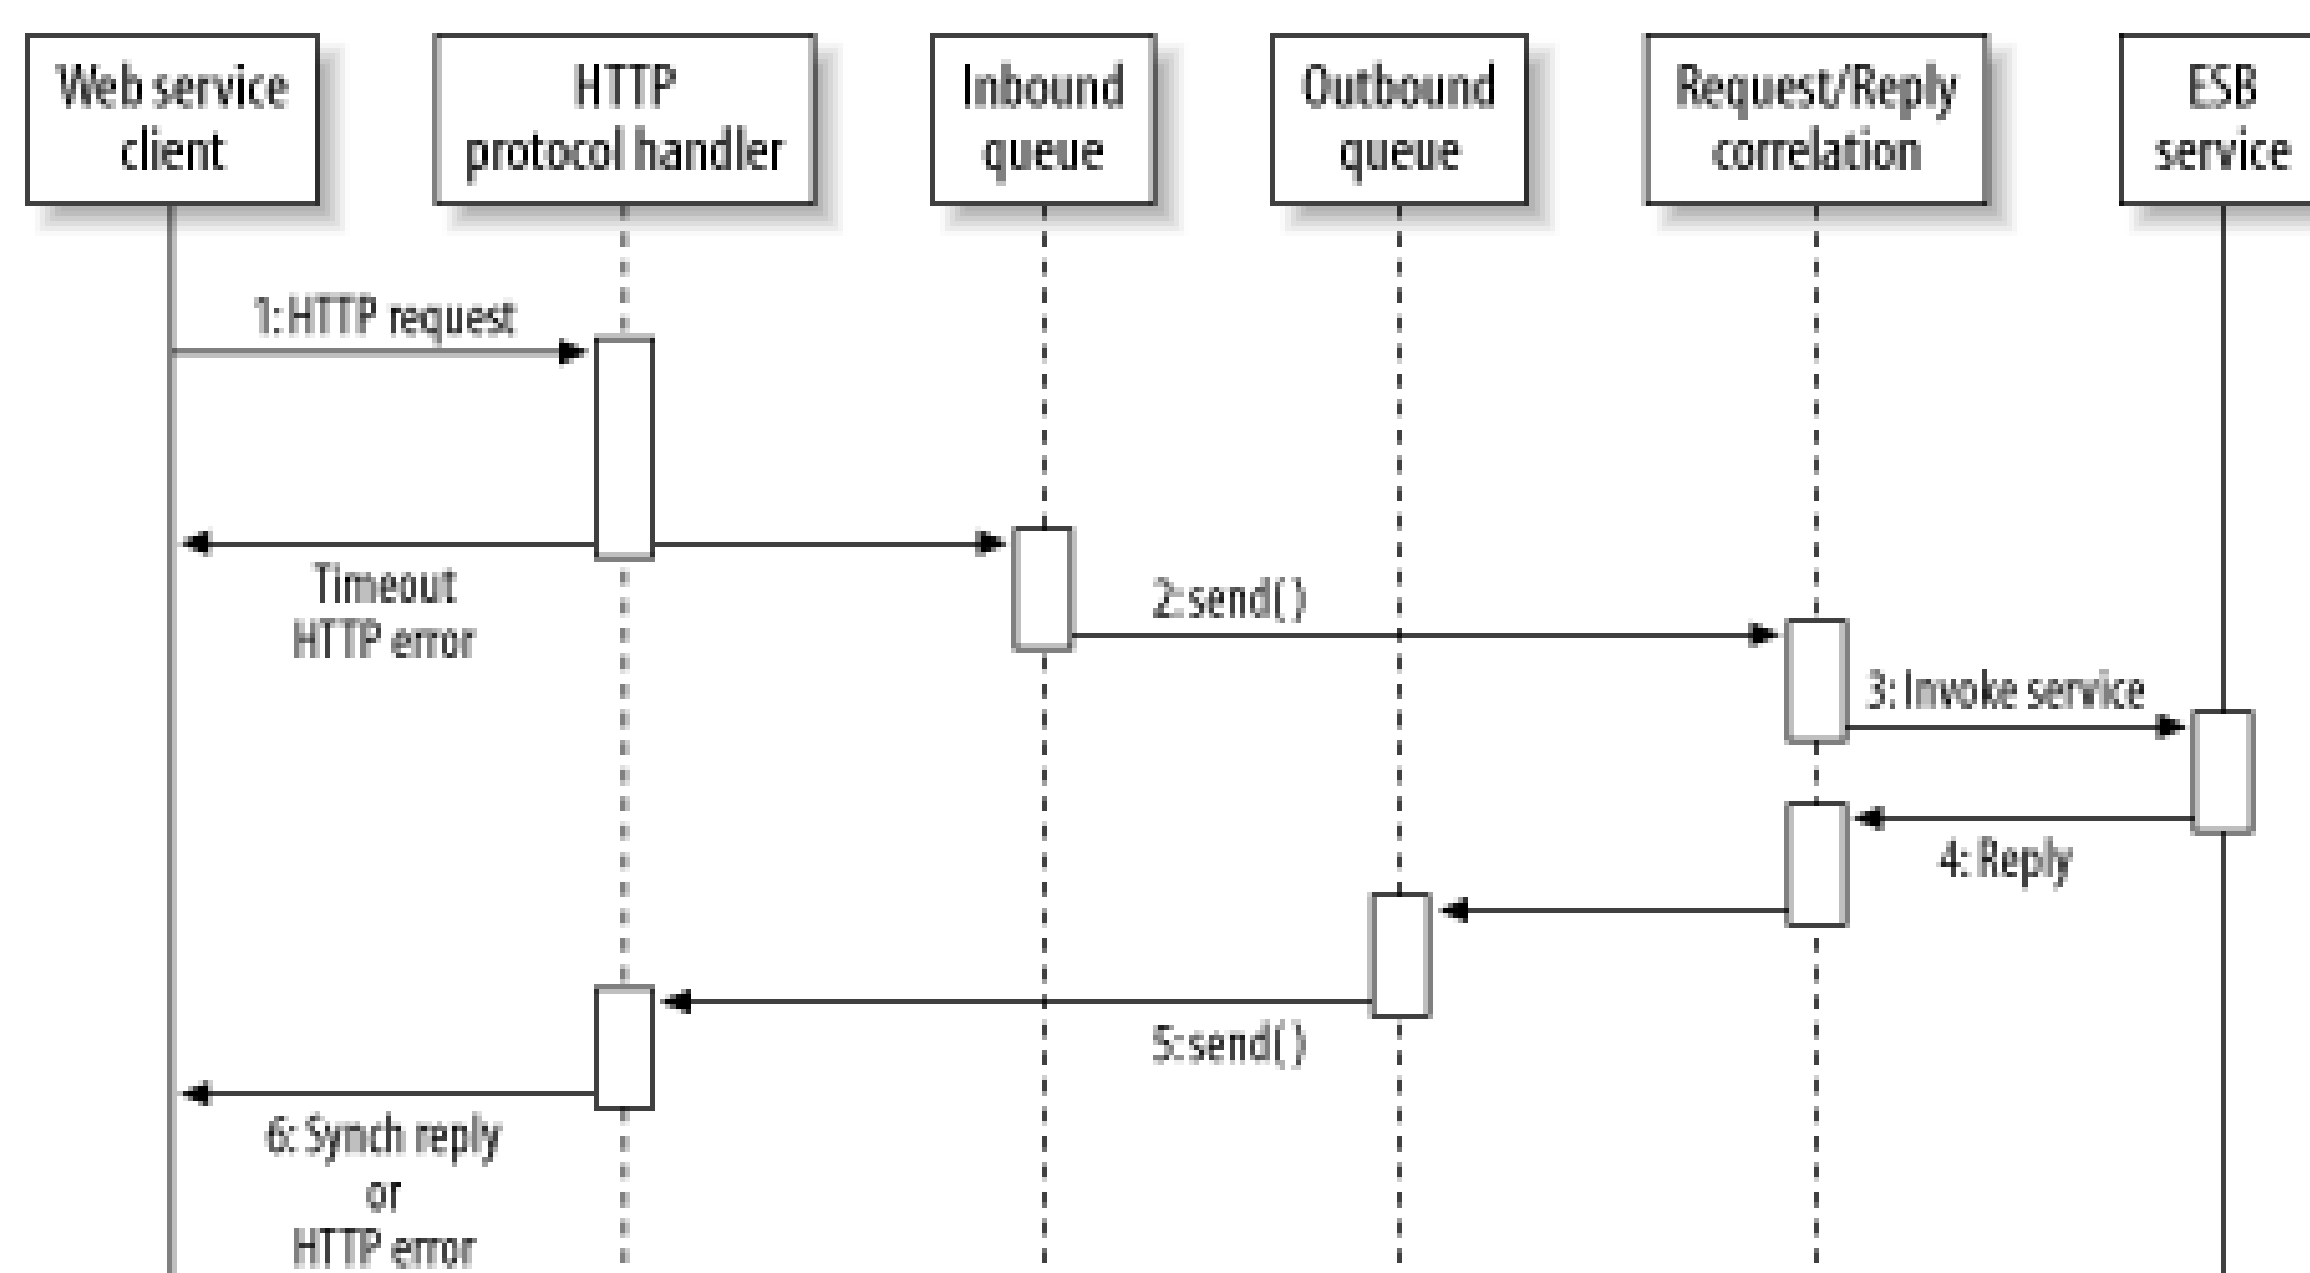 Web service
client
HTTP
protocol handler
Inbound
queue
Outbound
queue
Request/Reply
correlation
ESB
service
1: HTTP request
Timeout
HTTP error
2: send( )
3: Invoke service
4: Reply
5: send( )
6: Synch reply
or
HTTP error